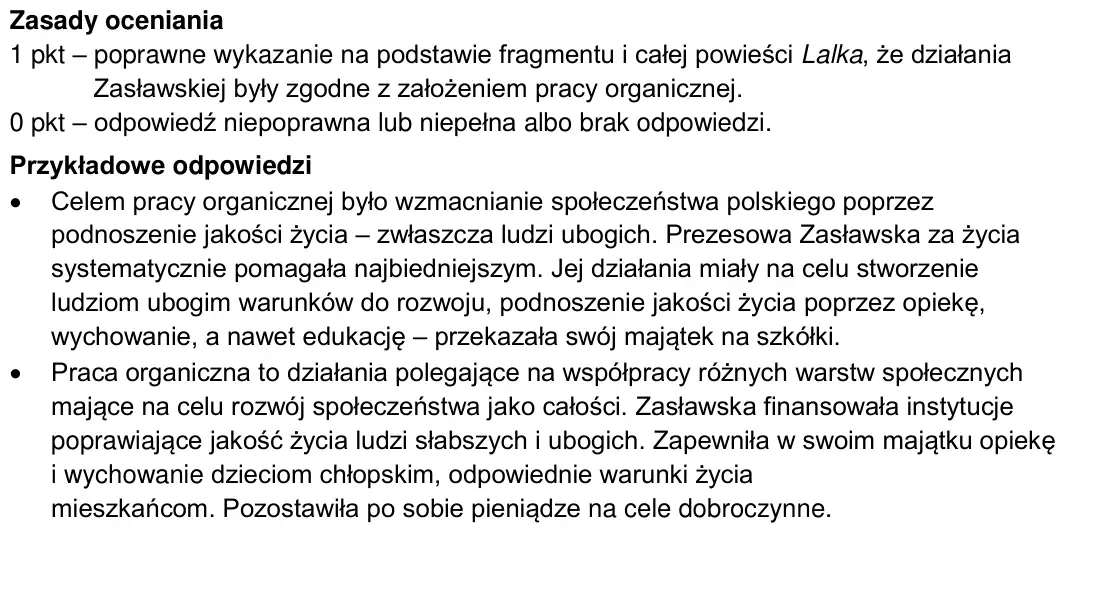 Zasady oceniania
1 pkt – poprawne wykazanie na podstawie fragmentu i całej powieści Lalka, że działania
Zasławskiej były zgodne z założeniem pracy organicznej.
0 pkt – odpowiedź niepoprawna lub niepełna albo brak odpowiedzi.
Przykładowe odpowiedzi
• Celem pracy organicznej było wzmacnianie społeczeństwa polskiego poprzez
podnoszenie jakości życia – zwłaszcza ludzi ubogich. Prezesowa Zasławska za życia
systematycznie pomagała najbiedniejszym. Jej działania miały na celu stworzenie
ludziom ubogim warunków do rozwoju, podnoszenie jakości życia poprzez opiekę,
wychowanie, a nawet edukację – przekazała swój majątek na szkółki.
• Praca organiczna to działania polegające na współpracy różnych warstw społecznych
mające na celu rozwój społeczeństwa jako całości. Zasławska finansowała instytucje
poprawiające jakość życia ludzi słabszych i ubogich. Zapewniła w swoim majątku opiekę
i wychowanie dzieciom chłopskim, odpowiednie warunki życia
mieszkańcom. Pozostawiła po sobie pieniądze na cele dobroczynne.